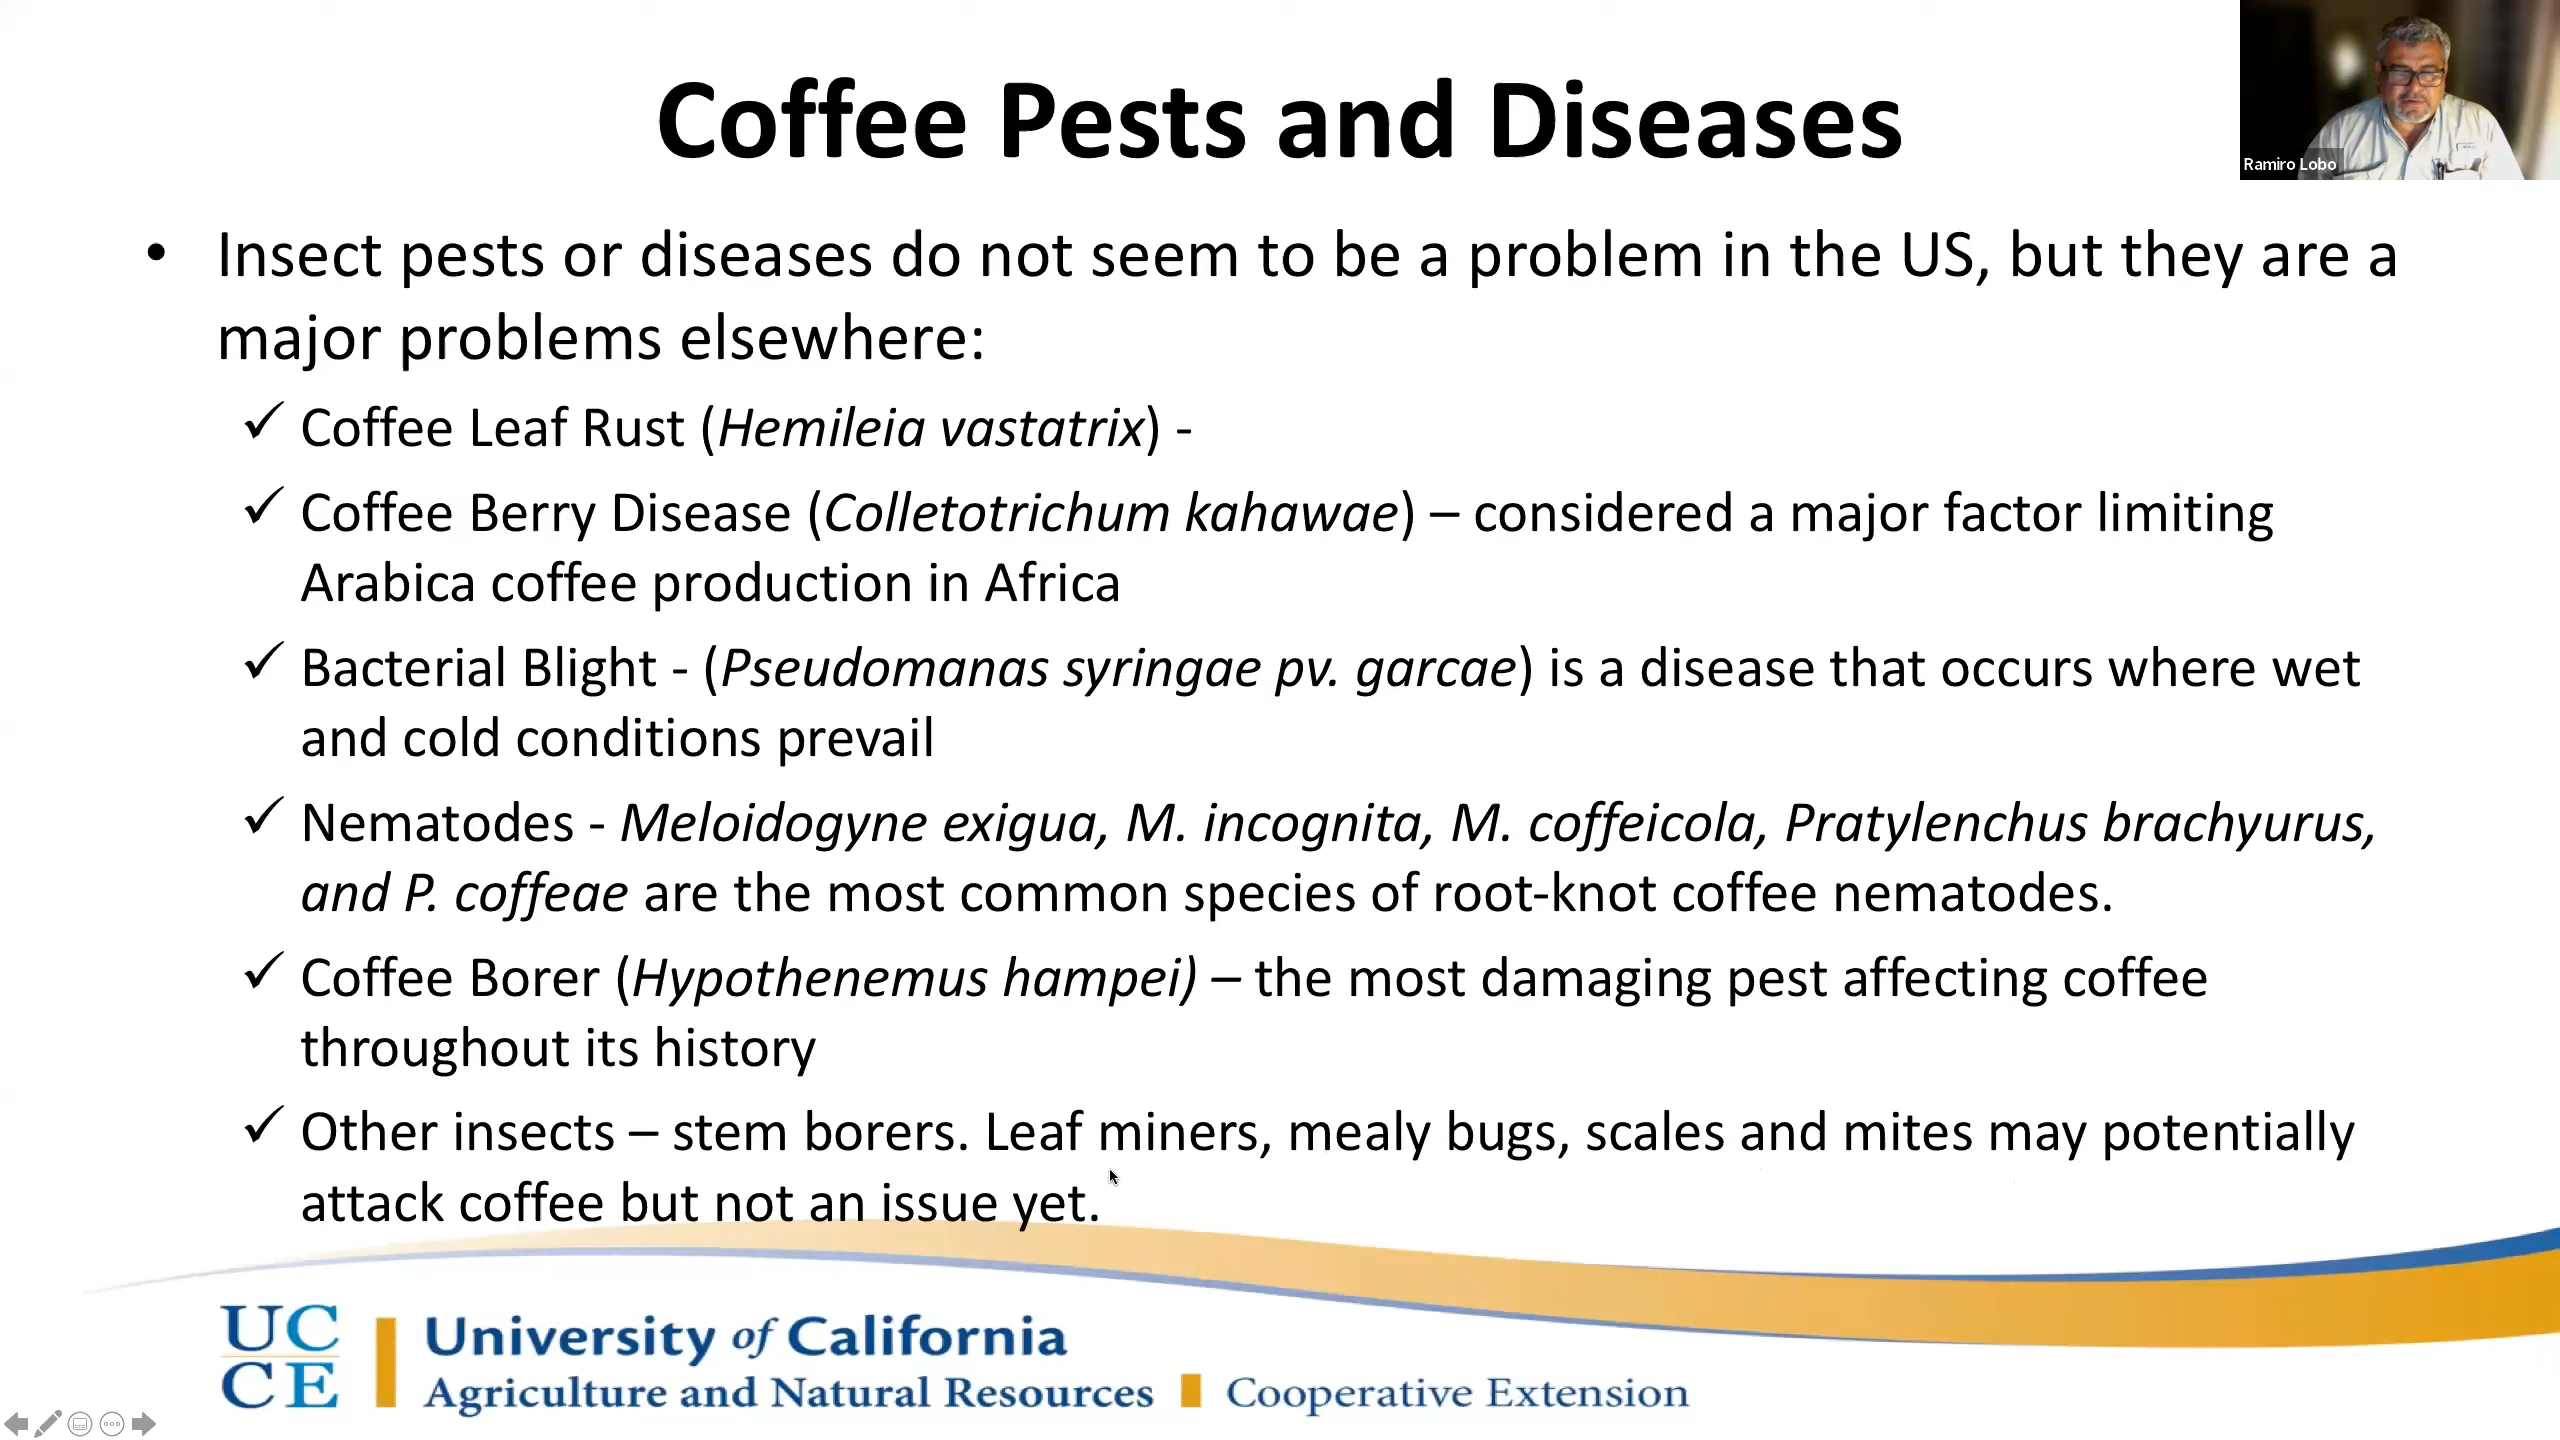 Coffee Pests and Diseases
Ramiro Lobo
• Insect pests or diseases do not seem to be a problem in the US, but they are a
major problems elsewhere:
✓ Coffee Leaf Rust (Hemileia vastatrix) -
✓ Coffee Berry Disease (Colletotrichum kahawae) – considered a major factor limiting
Arabica coffee production in Africa
✓ Bacterial Blight - (Pseudomanas syringae pv. garcae) is a disease that occurs where wet
and cold conditions prevail
✓ Nematodes - Meloidogyne exigua, M. incognita, M. coffeicola, Pratylenchus brachyurus,
and P. coffeae are the most common species of root-knot coffee nematodes.
✓ Coffee Borer (Hypothenemus hampei) – the most damaging pest affecting coffee
throughout its history
✓ Other insects – stem borers. Leaf miners, mealy bugs, scales and mites may potentially
attack coffee but not an issue yet.
UC
CE
University of California
Agriculture and Natural Resources Cooperative Extension